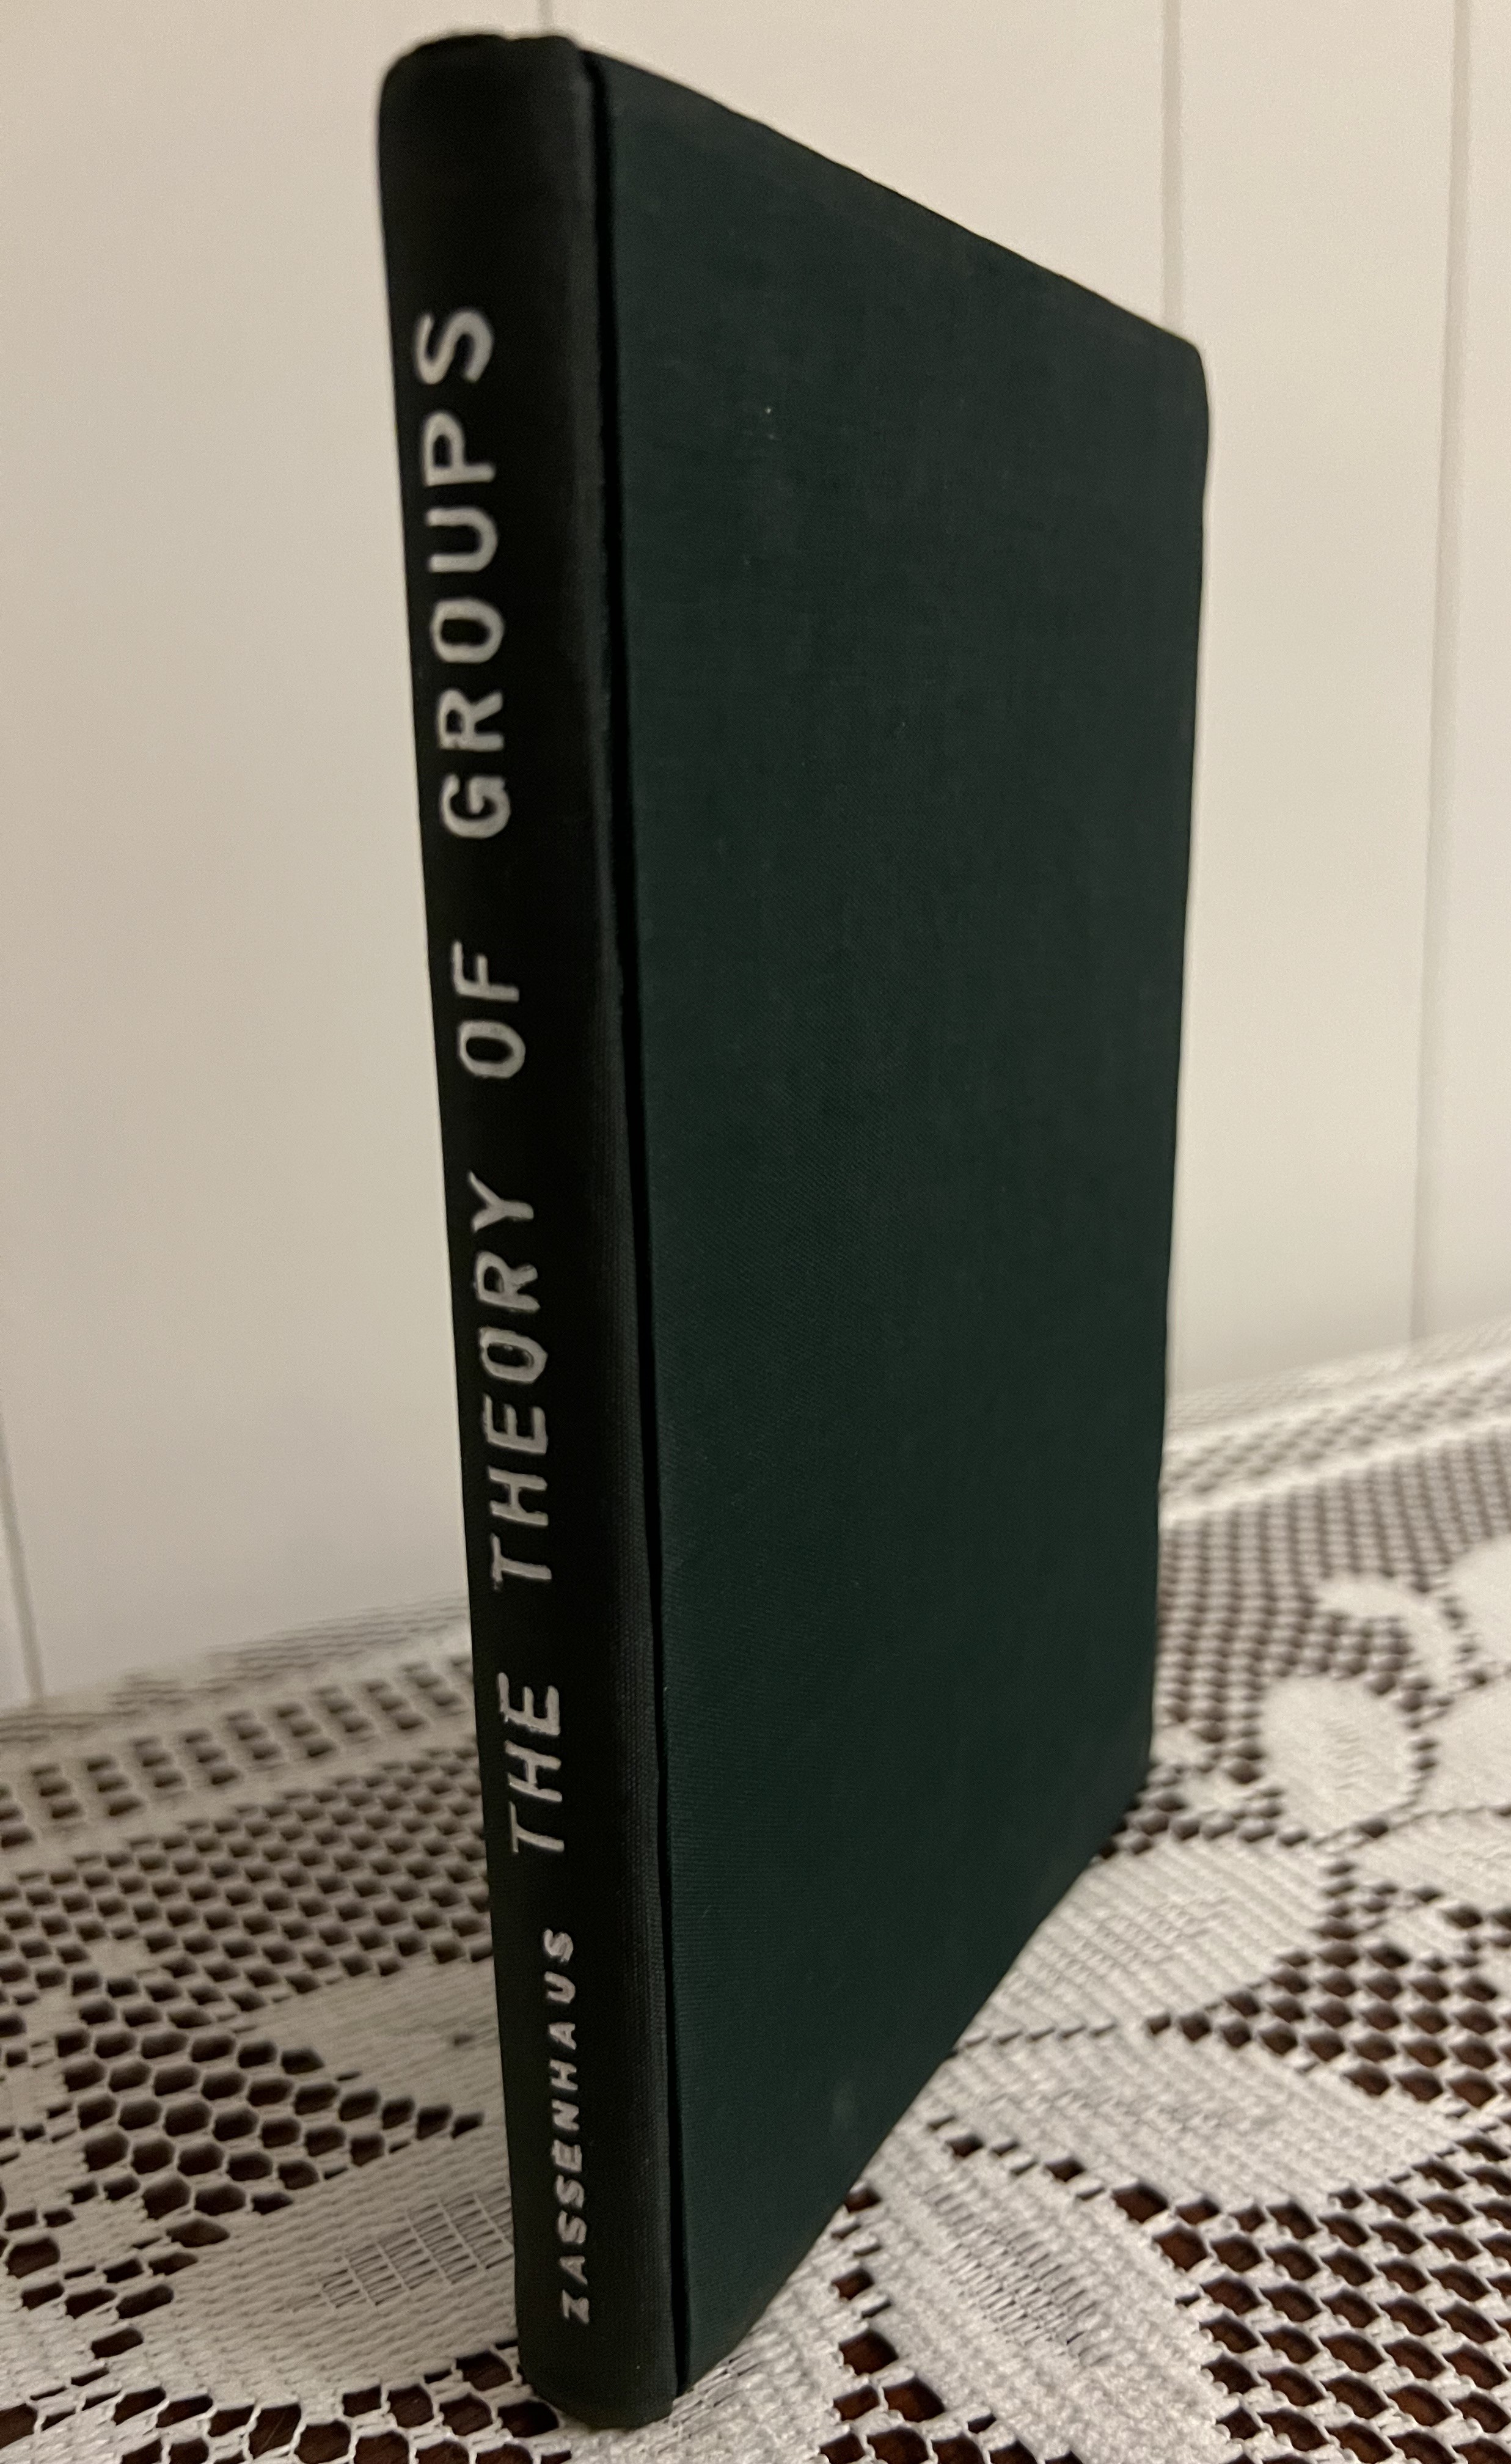 ZASSENHAUS THE THEORY OF GROUPS